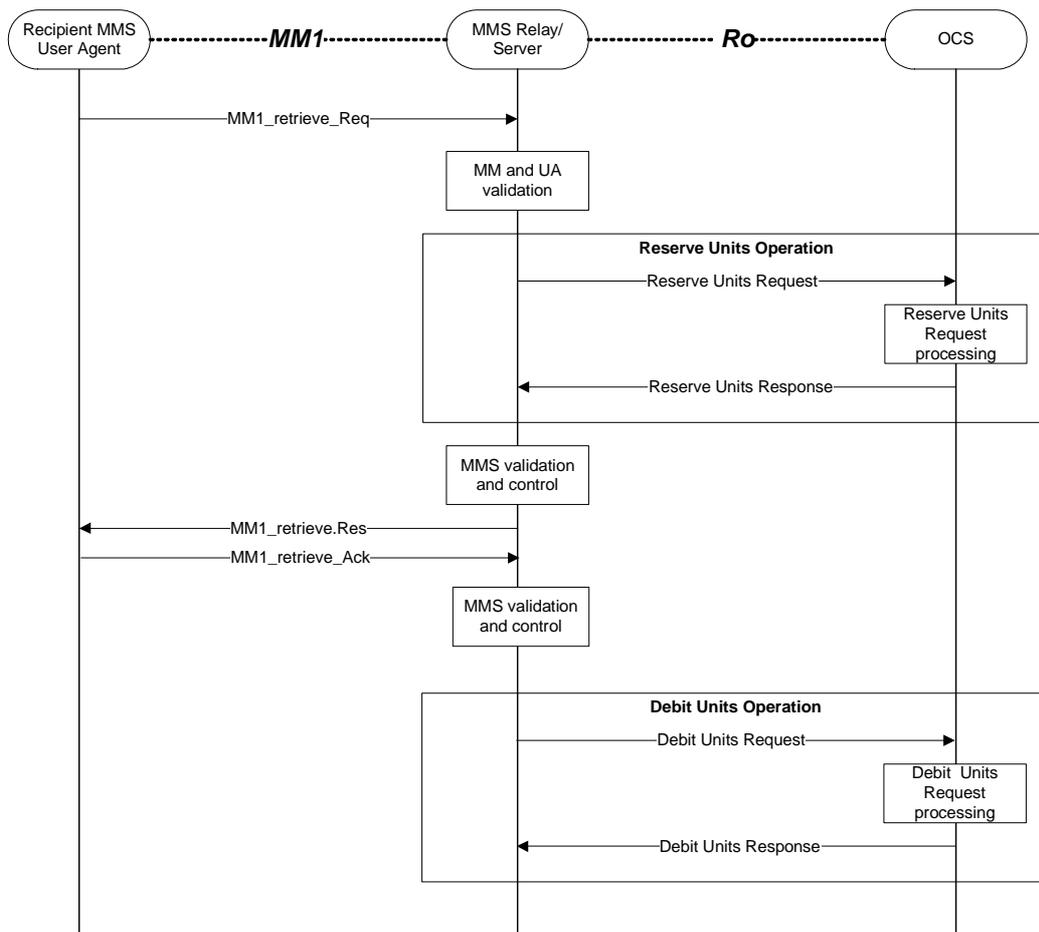 Recipient MMS
User Agent
MM1
MMS Relay/
Server
Ro
OCS
MM1_retrieve_Req
MM and UA
validation
Reserve Units Operation
Reserve Units Request
Reserve Units
Request
processing
Reserve Units Response
MMS validation
and control
MM1_retrieve.Res
MM1_retrieve_Ack
MMS validation
and control
Debit Units Operation
Debit Units Request
Debit  Units
Request
processing
Debit Units Response